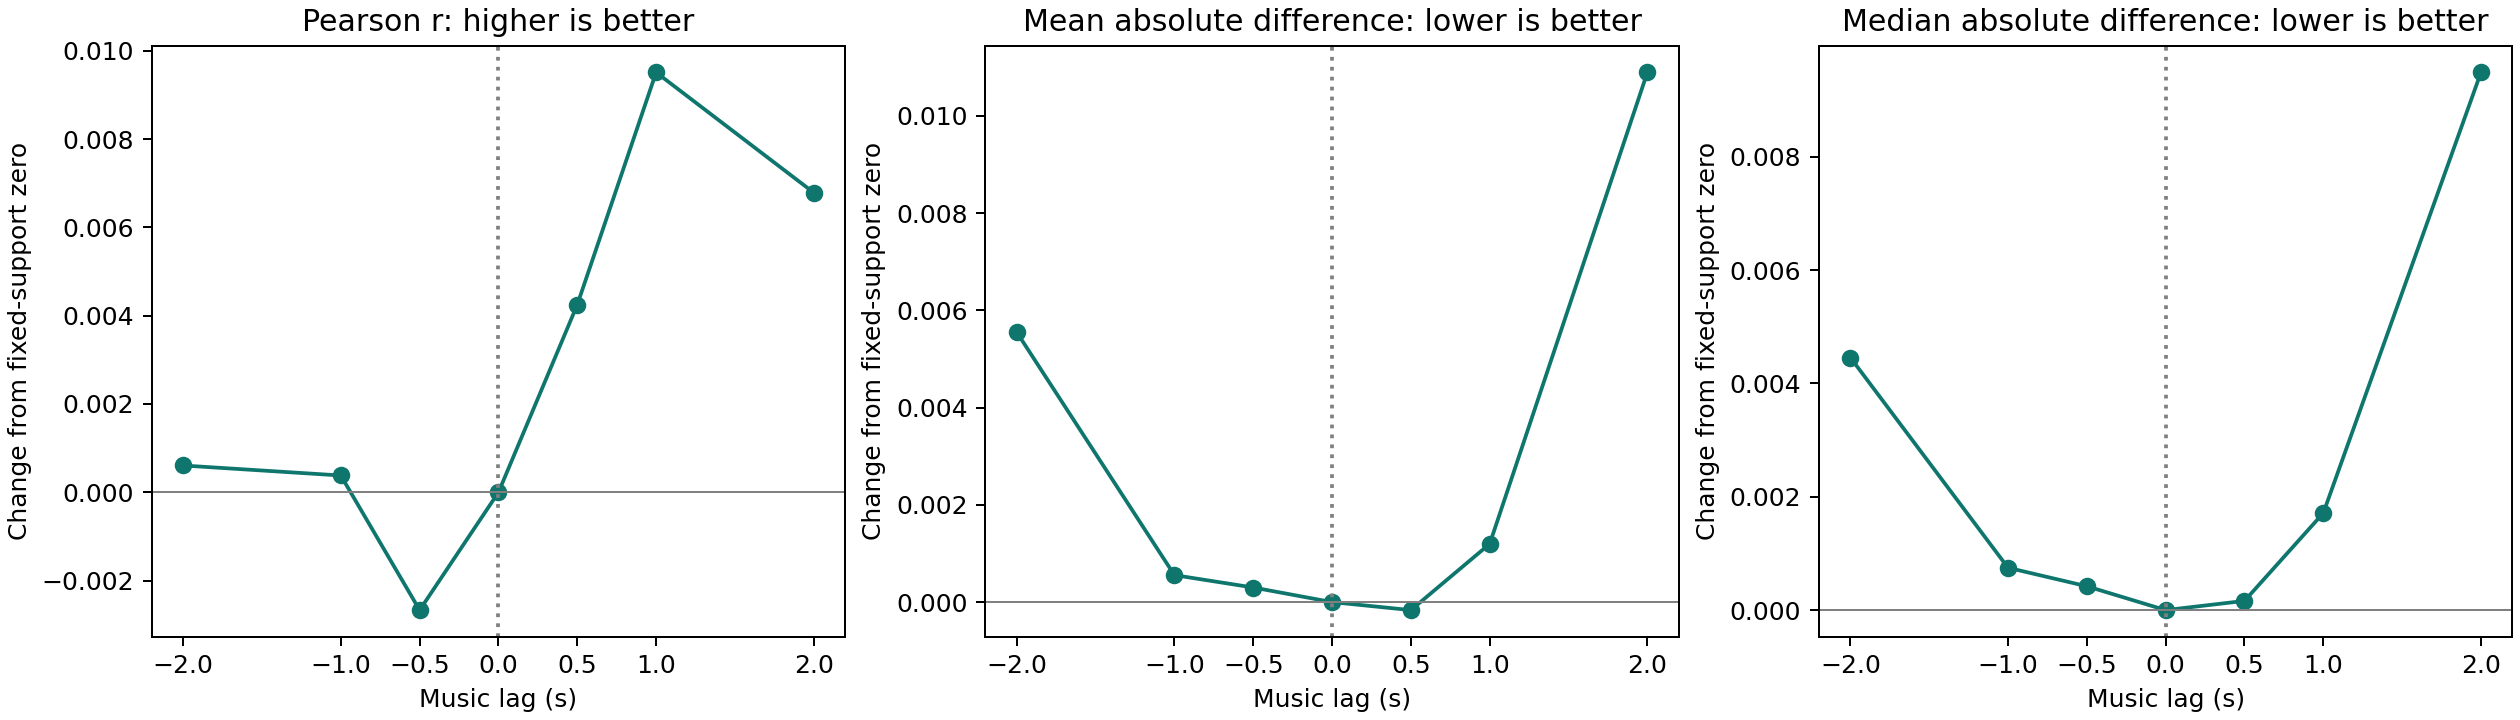 Pearson r: higher is better
Change from fixed-support zero
0.010
0.008
0.006
0.004
0.002
0.000
−0.002
−2.0 −1.0 −0.5 0.0 0.5 1.0 2.0
Music lag (s)
Mean absolute difference: lower is better
Change from fixed-support zero
0.010
0.008
0.006
0.004
0.002
0.000
−2.0 −1.0 −0.5 0.0 0.5 1.0 2.0
Music lag (s)
Median absolute difference: lower is better
Change from fixed-support zero
0.008
0.006
0.004
0.002
0.000
−2.0 −1.0 −0.5 0.0 0.5 1.0 2.0
Music lag (s)